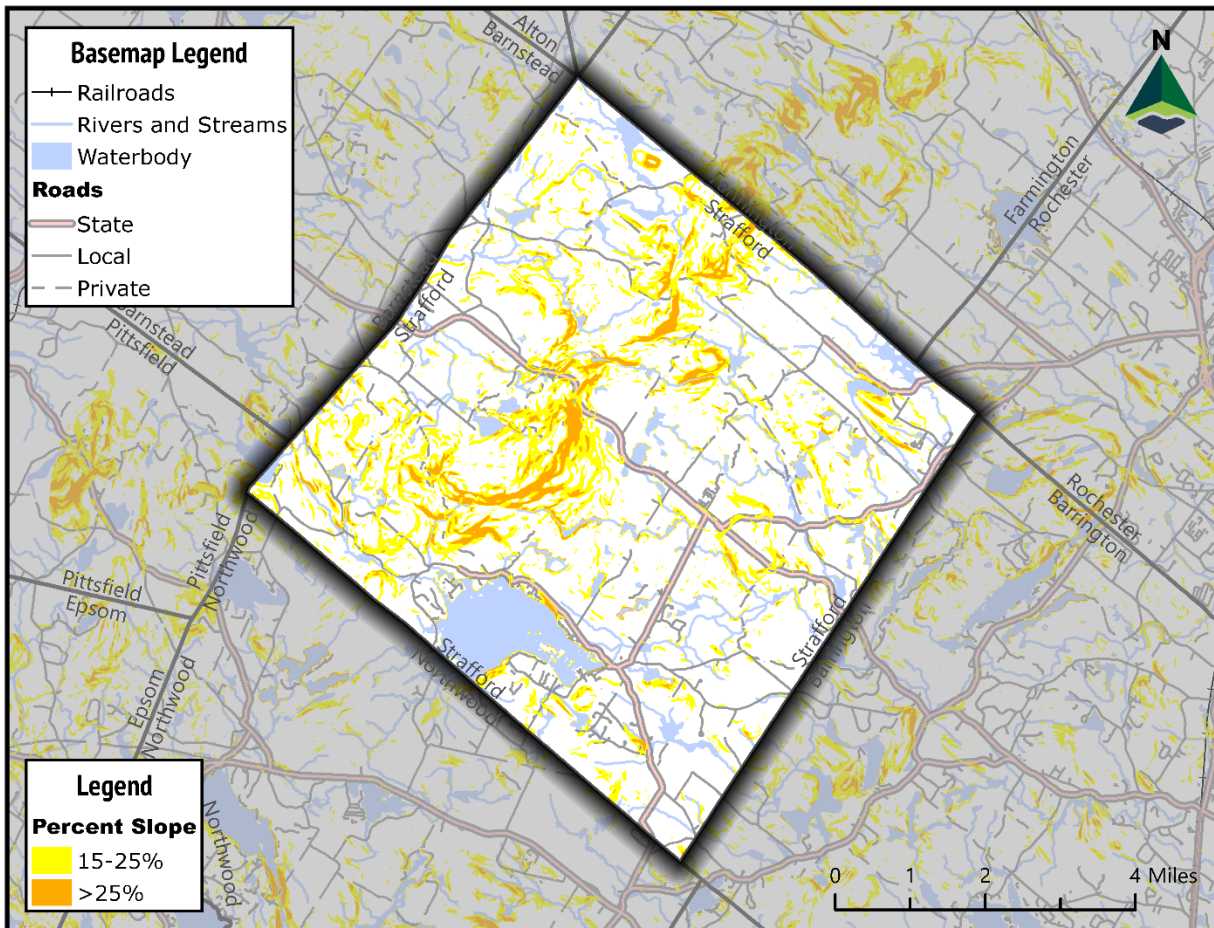 Basemap Legend
Railroads
Rivers and Streams
Waterbody
Roads
State
Local
Private
Alton
Barnstead
N
Farmington
Rochester
Farmington
Strafford
Barnstead
Strafford
Barnstead
Pittsfield
Rochester
Barrington
Pittsfield
Northwood
Pittsfield
Epsom
Strafford
Barrington
Strafford
Northwood
Epsom
Northwood
Northwood
Legend
Percent Slope
15-25%
>25%
0 1 2 4 Miles